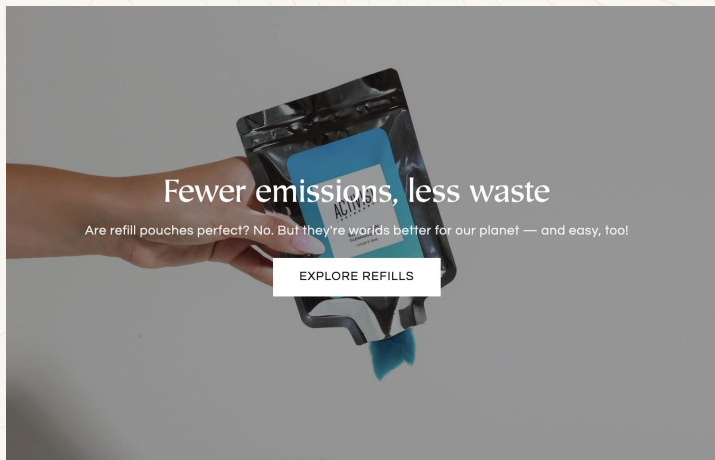 Fewer emissions, less waste
ACTIVIST
Are refill pouches perfect? No. But they're worlds better for our planet — and easy, too!
EXPLORE REFILLS